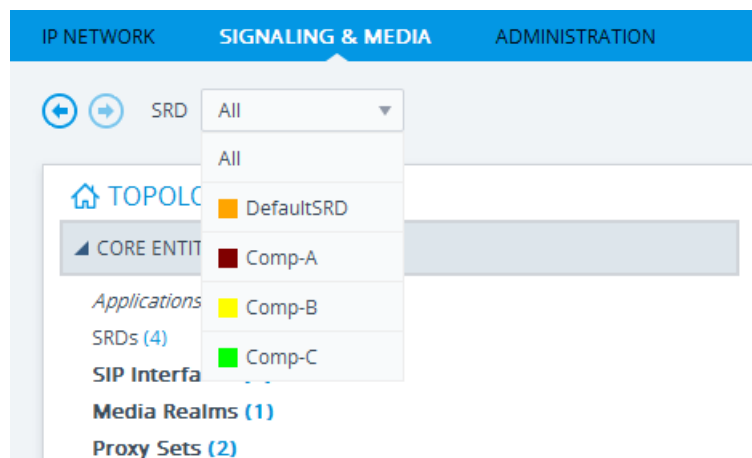 IP NETWORK SIGNALING & MEDIA ADMINISTRATION
SRD All
All
TOPOLO
DefaultSRD
CORE ENTIT
Comp-A
Applications
Comp-B
SRDs (4)
Comp-C
SIP Interfa
Media Realms (1)
Proxy Sets (2)